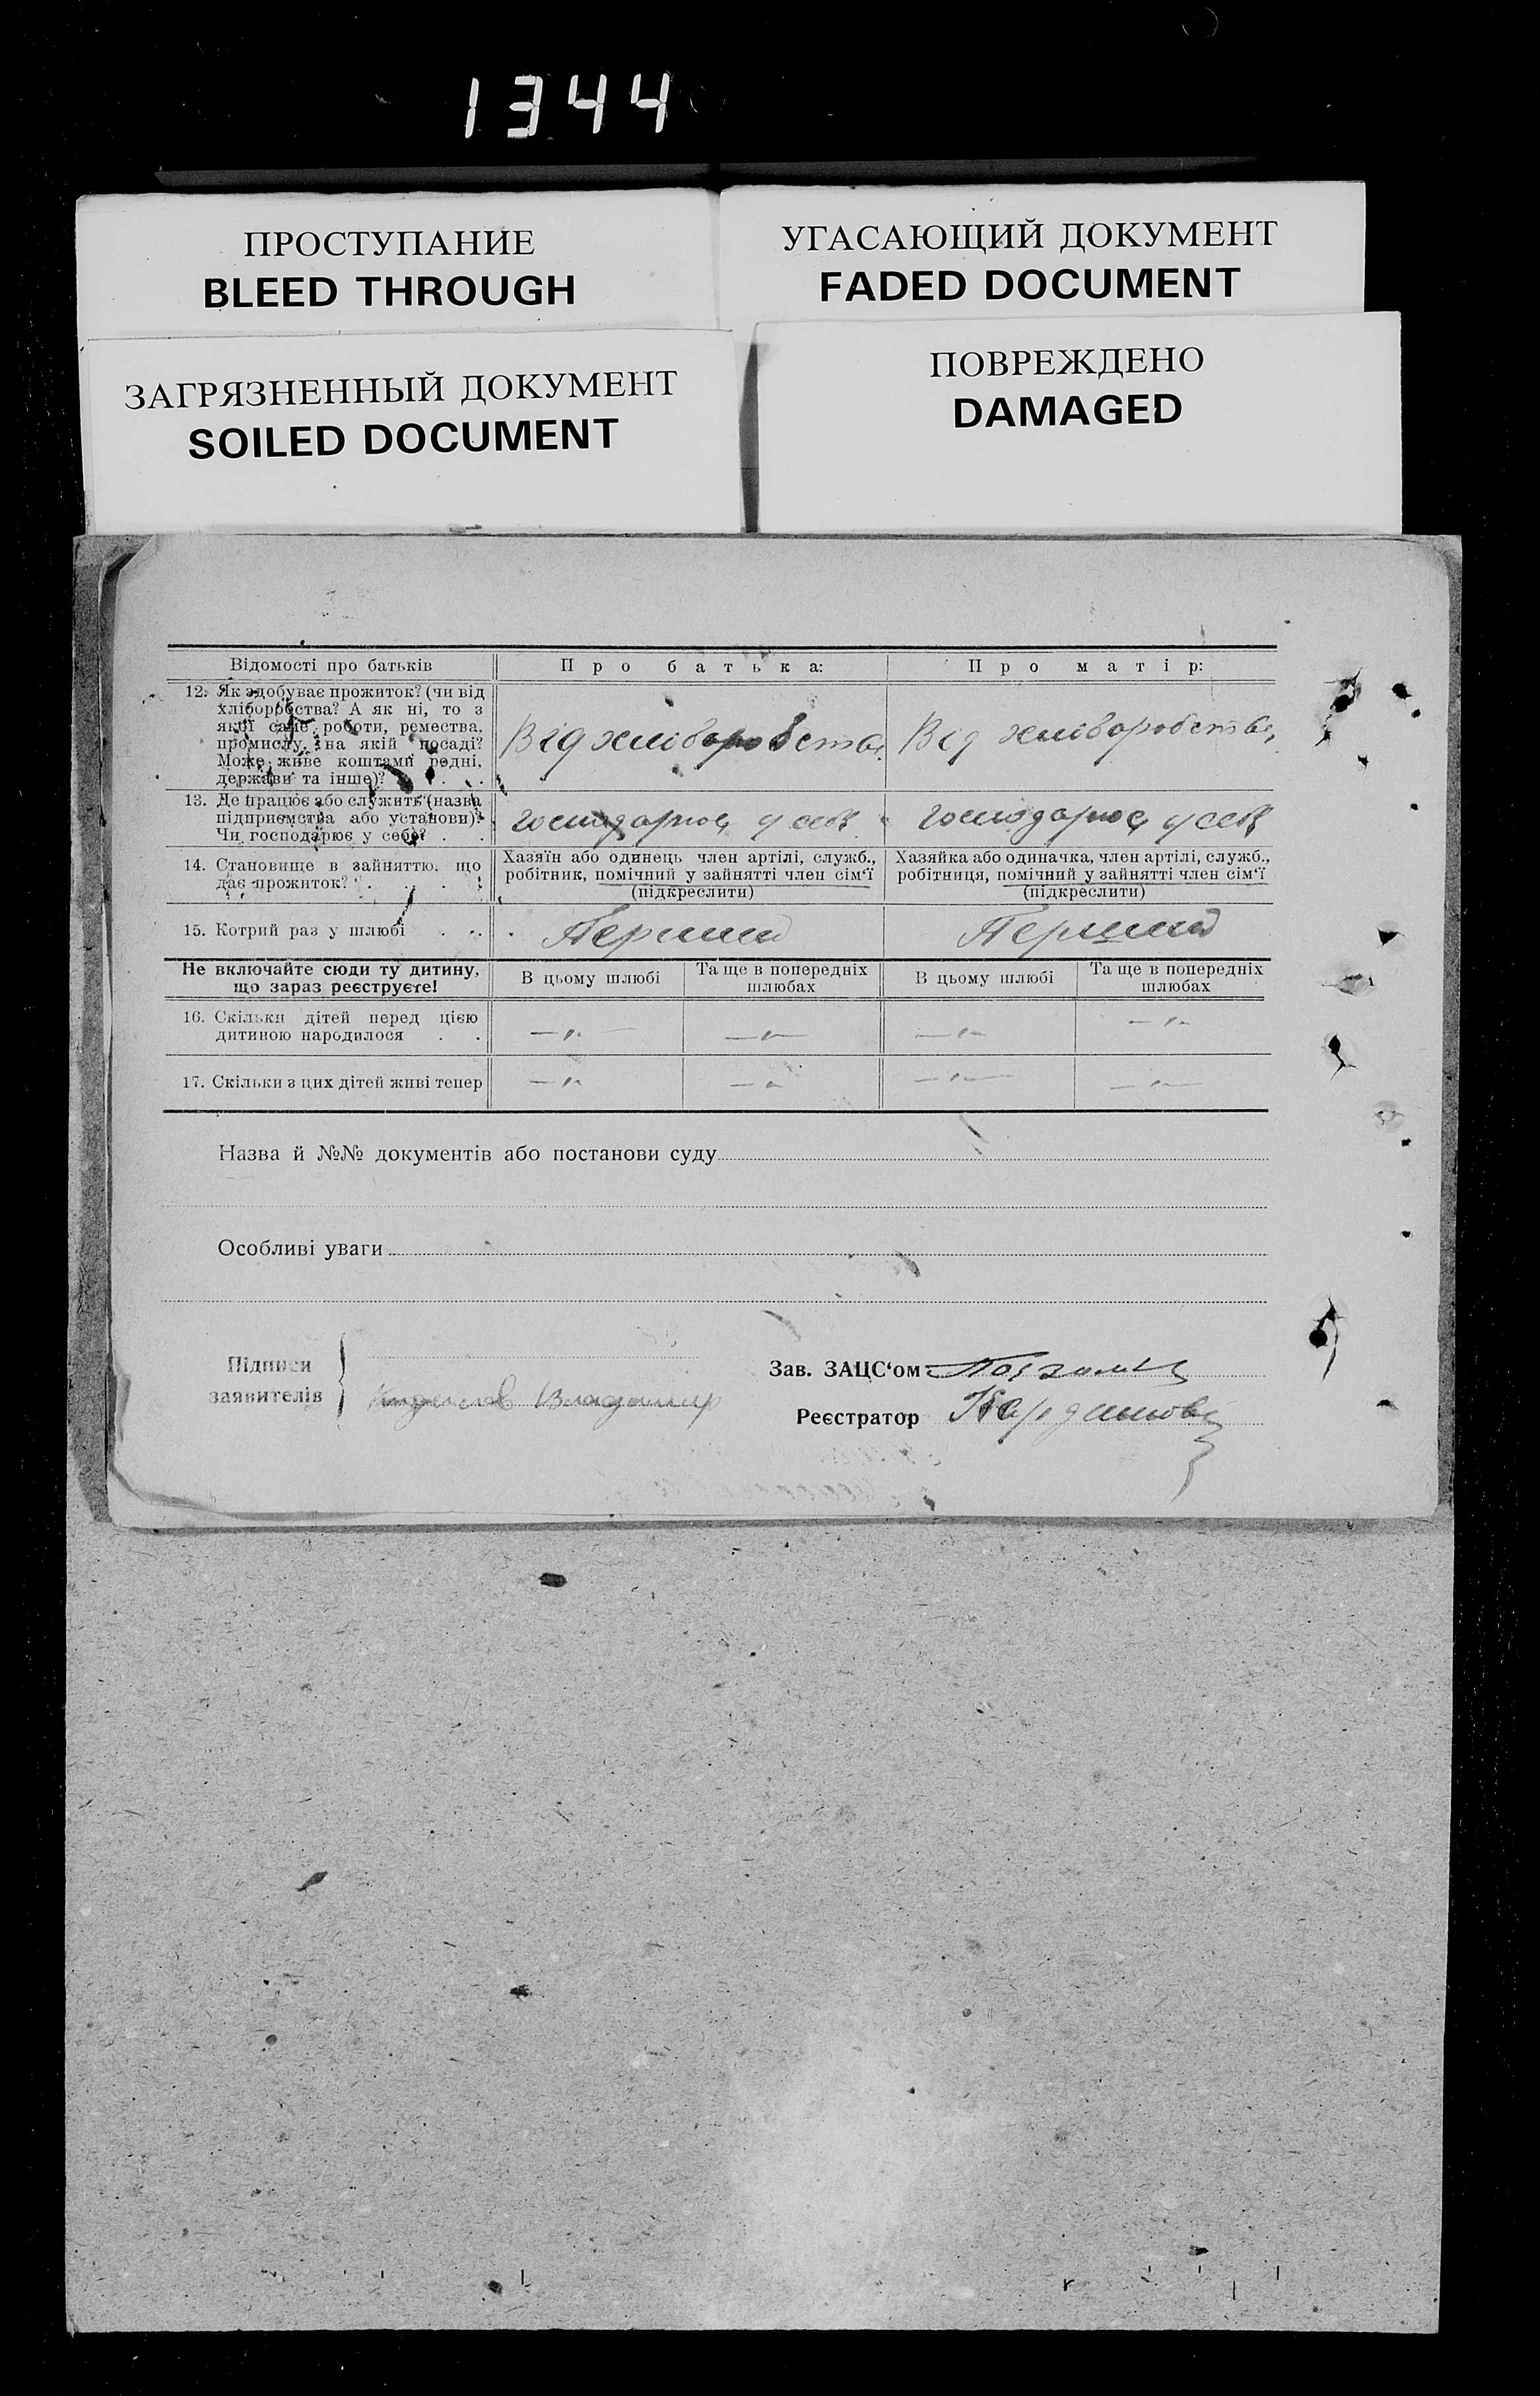 1344
ПРОСТУПАНИЕ
BLEED THROUGH
УГАСАЮЩИЙ ДОКУМЕНТ
FADED DOCUMENT
ЗАГРЯЗНЕННЫЙ ДОКУМЕНТ
SOILED DOCUMENT
ПОВРЕЖДЕНО
DAMAGED
Відомості про батьків
Про батька:
Про матір:
12. Як здобуває прожиток? (чи від
хліборобства? А як ні, то з
якої саме роботи, ремества,
промислу, на якій посаді?
Може живе коштами родні,
держави та інше)?
Від хліборобства
Від хліборобства
13. Де працює або служить (назва
підприємства або установи)?
Чи господарює у себе?
господарює у себе
господарює у себе
14. Становище в зайняттю, що
дає прожиток?
Хазяїн або одинець член артілі, служб.,
робітник, помічний у зайнятті член сім'ї
(підкреслити)
Хазяйка або одиначка, член артілі, служб.,
робітниця, помічний у зайнятті член сім'ї
(підкреслити)
15. Котрий раз у шлюбі
Перший
Перший
Не включайте сюди ту дитину,
що зараз реєструєте!
В цьому шлюбі
Та ще в попередніх
шлюбах
В цьому шлюбі
Та ще в попередніх
шлюбах
16. Скільки дітей перед цією
дитиною народилося
—„—
—„—
—„—
—„—
17. Скільки з цих дітей живі тепер
—„—
—„—
—„—
—„—
Назва й №№ документів або постанови суду
Особливі уваги
Підписи
заявителів
Владимир
Зав. ЗАЦС'ом
Реєстратор